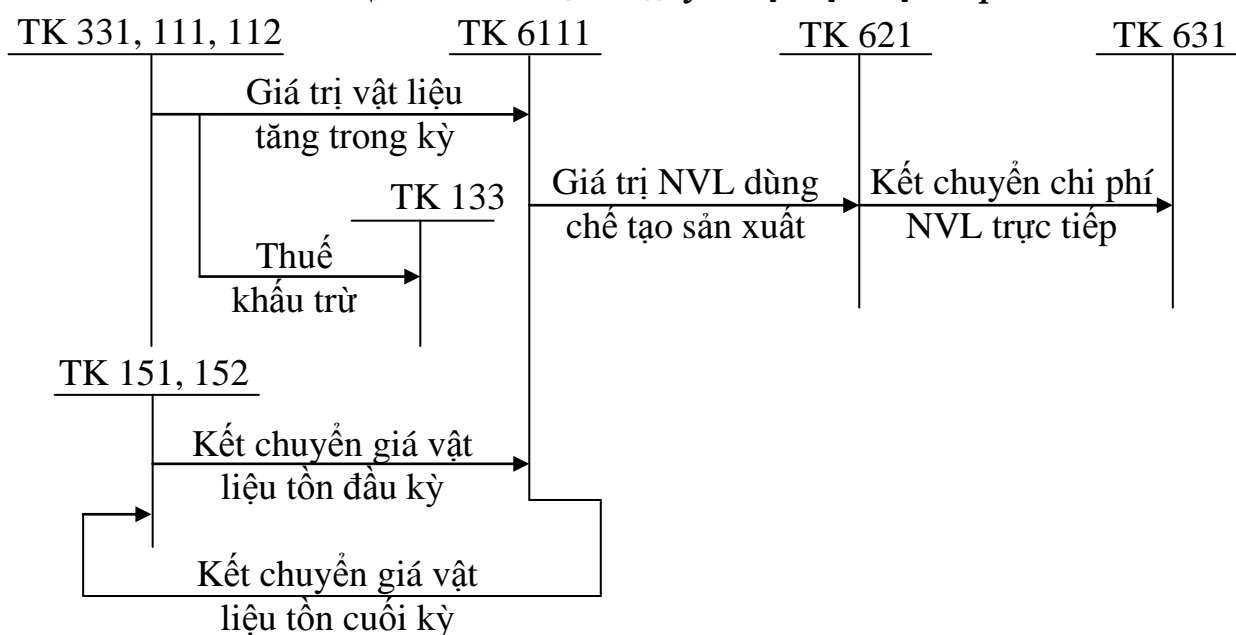 TK 331, 111, 112
TK 6111
TK 621
TK 631
Giá trị vật liệu
tăng trong kỳ
TK 133
Thuế
khấu trừ
Giá trị NVL dùng
chế tạo sản xuất
Kết chuyển chi phí
NVL trực tiếp
TK 151, 152
Kết chuyển giá vật
liệu tồn đầu kỳ
Kết chuyển giá vật
liệu tồn cuối kỳ